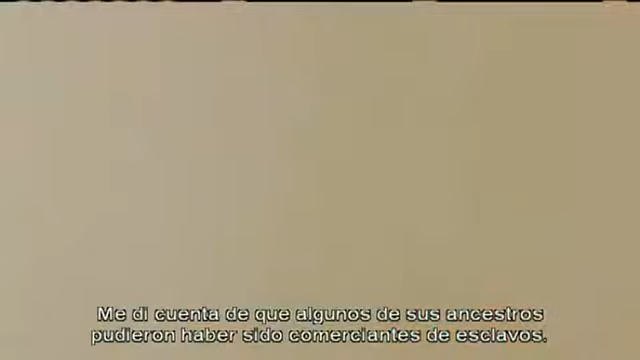 Me di cuenta de que algunos de sus ancestros
pudieron haber sido comerciantes de esclavos.